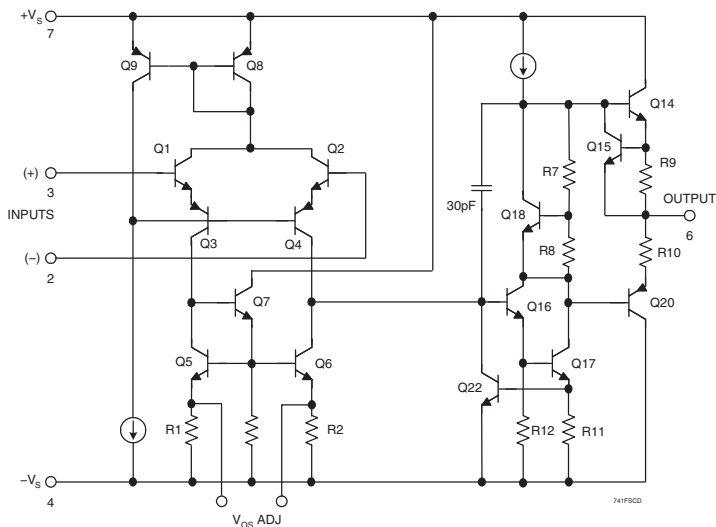 +VS
7
Q9
Q8
Q14
Q1
Q2
Q15
R7
R9
(+)
3
30pF
OUTPUT
6
INPUTS
Q18
Q3
Q4
R8
R10
(–)
2
Q7
Q16
Q20
Q5
Q6
Q17
Q22
R1
R2
R12
R11
–VS
4
VOS ADJ
741FSCD